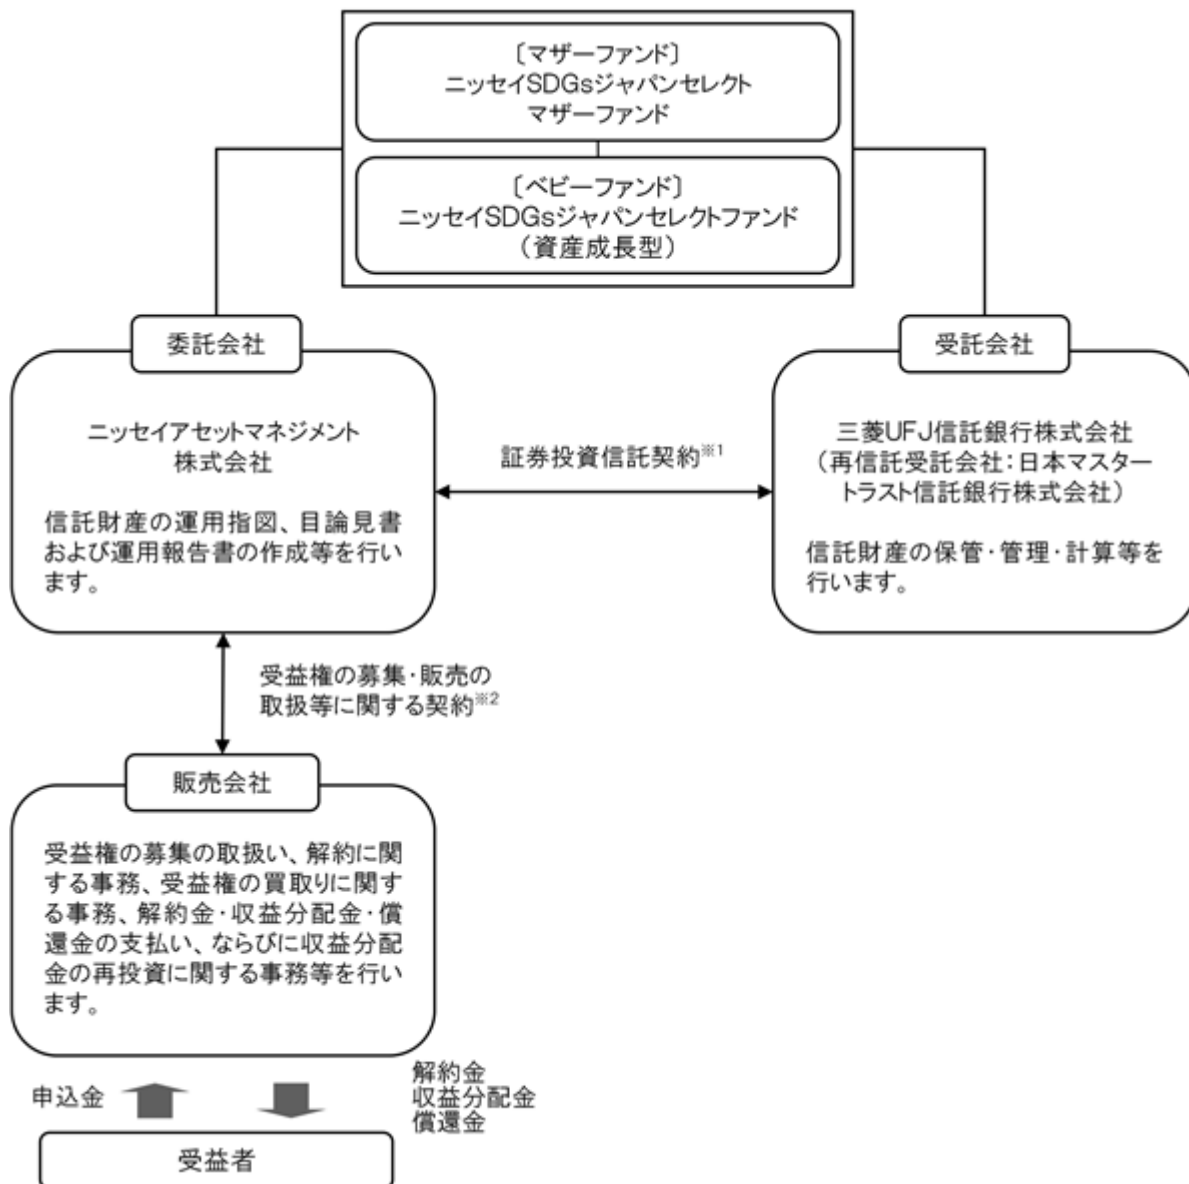 〔マザーファンド〕
ニッセイSDGsジャパンセレクト
マザーファンド
〔ベビーファンド〕
ニッセイSDGsジャパンセレクトファンド
（資産成長型）
委託会社
受託会社
ニッセイアセットマネジメント
株式会社
信託財産の運用指図、目論見書
および運用報告書の作成等を行い
ます。
証券投資信託契約※1
三菱UFJ信託銀行株式会社
（再信託受託会社：日本マスター
トラスト信託銀行株式会社）
信託財産の保管・管理・計算等を
行います。
受益権の募集・販売の
取扱等に関する契約※2
販売会社
受益権の募集の取扱い、解約に関
する事務、受益権の買取りに関す
る事務、解約金・収益分配金・償
還金の支払い、ならびに収益分配
金の再投資に関する事務等を行い
ます。
申込金
解約金
収益分配金
償還金
受益者